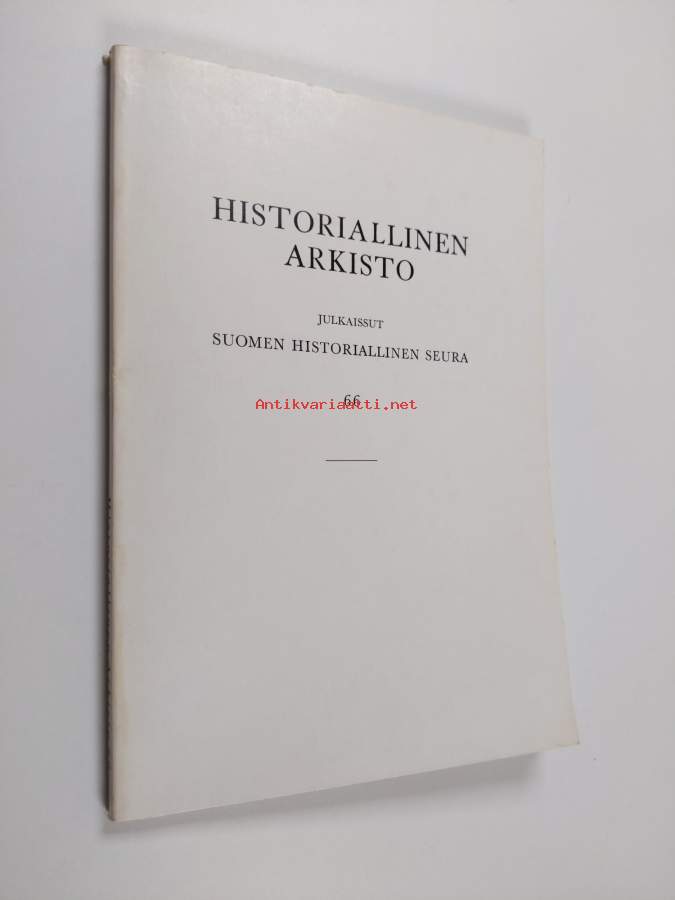 HISTORIALLINEN
ARKISTO
JULKAISSUT
SUOMEN HISTORIALLINEN SEURA
66
Antikvariaatti.net